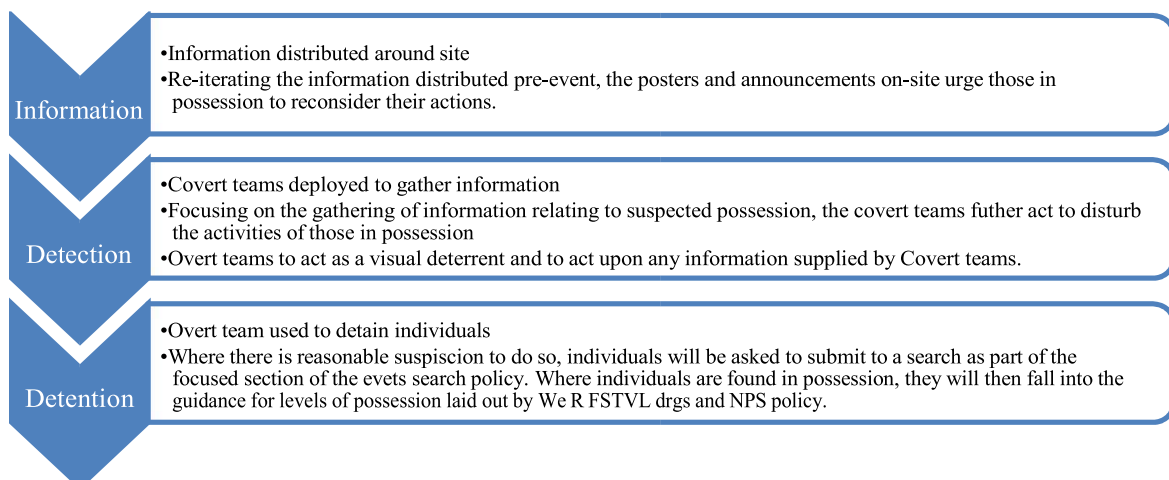 Information
•Information distributed around site
•Re-iterating the information distributed pre-event, the posters and announcements on-site urge those in
possession to reconsider their actions.
Detection
•Covert teams deployed to gather information
•Focusing on the gathering of information relating to suspected possession, the covert teams futher act to disturb
the activities of those in possession
•Overt teams to act as a visual deterrent and to act upon any information supplied by Covert teams.
Detention
•Overt team used to detain individuals
•Where there is reasonable suspiscion to do so, individuals will be asked to submit to a search as part of the
focused section of the evets search policy. Where individuals are found in possession, they will then fall into the
guidance for levels of possession laid out by We R FSTVL drgs and NPS policy.